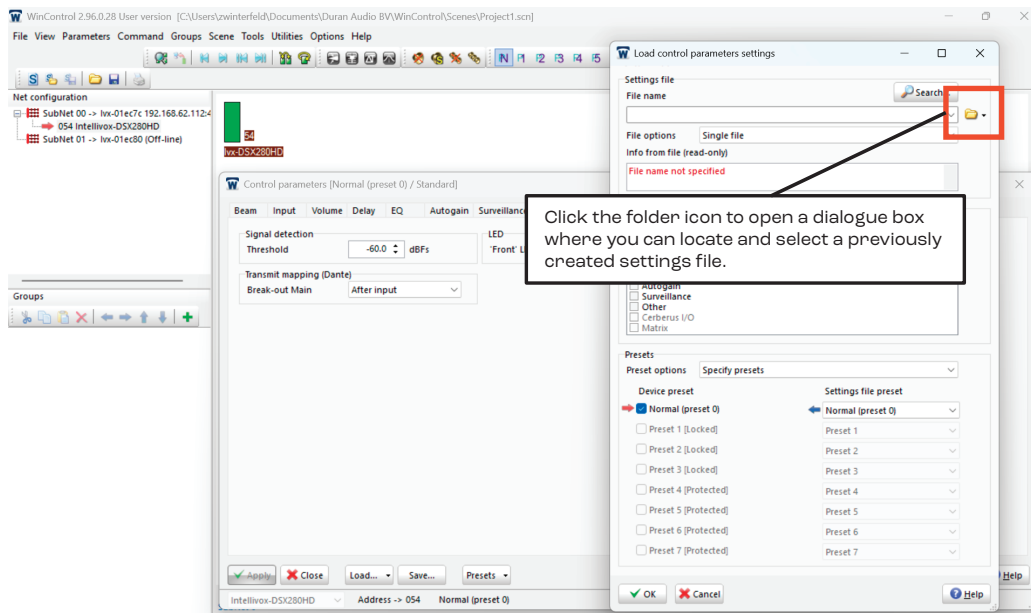 WinControl 2.96.0.28 User version [C:\Users\zwinterfeld\Documents\Duran Audio BV\WinControl\Scenes\Project1.scn]
File View Parameters Command Groups Scene Tools Utilities Options Help
N P1 P2 P3 P4 P5
S
Net configuration
SubNet 00 -> lvx-01ec7c 192.168.62.112:4
054 Intellivox-DSX280HD
SubNet 01 -> lvx-01ec80 (Off-line)
54
lvx-DSX280HD
Groups
Control parameters [Normal (preset 0) / Standard]
Beam Input Volume Delay EQ Autogain Surveillance
Signal detection
Threshold -60.0 dBFs
LED
'Front' L
Transmit mapping (Dante)
Break-out Main After input
Apply Close Load... Save... Presets Help
Intellivox-DSX280HD Address -> 054 Normal (preset 0)
Load control parameters settings
Settings file
File name Search
File options Single file
Info from file (read-only)
File name not specified
Click the folder icon to open a dialogue box
where you can locate and select a previously
created settings file.
Autogain
Surveillance
Other
Cerberus I/O
Matrix
Presets
Preset options Specify presets
Device preset Settings file preset
Normal (preset 0) Normal (preset 0)
Preset 1 [Locked] Preset 1
Preset 2 [Locked] Preset 2
Preset 3 [Locked] Preset 3
Preset 4 [Protected] Preset 4
Preset 5 [Protected] Preset 5
Preset 6 [Protected] Preset 6
Preset 7 [Protected] Preset 7
OK Cancel Help